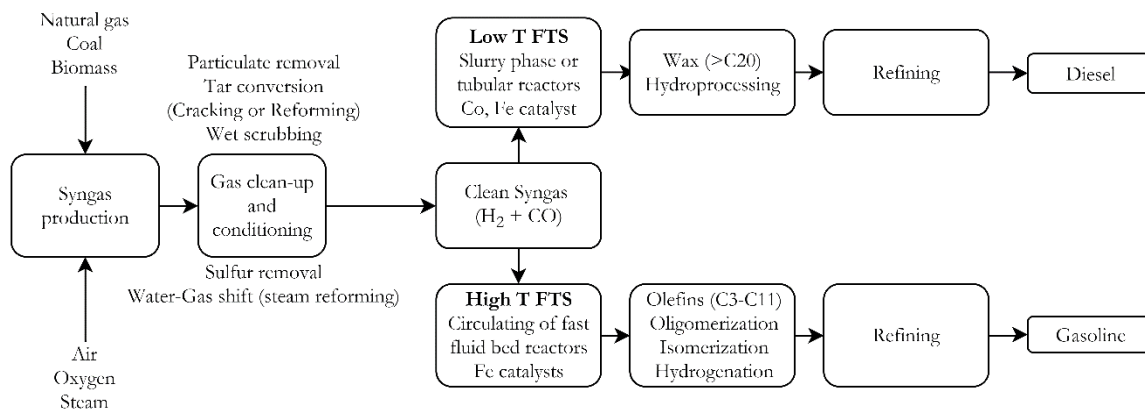 Natural gas
Coal
Biomass
Syngas
production
Air
Oxygen
Steam
Particulate removal
Tar conversion
(Cracking or Reforming)
Wet scrubbing
Gas clean-up
and
conditioning
Sulfur removal
Water-Gas shift (steam reforming)
Low T FTS
Slurry phase or
tubular reactors
Co, Fe catalyst
Clean Syngas
(H₂ + CO)
High T FTS
Circulating of fast
fluid bed reactors
Fe catalysts
Wax (>C20)
Hydroprocessing
Refining
Diesel
Olefins (C3-C11)
Oligomerization
Isomerization
Hydrogenation
Refining
Gasoline